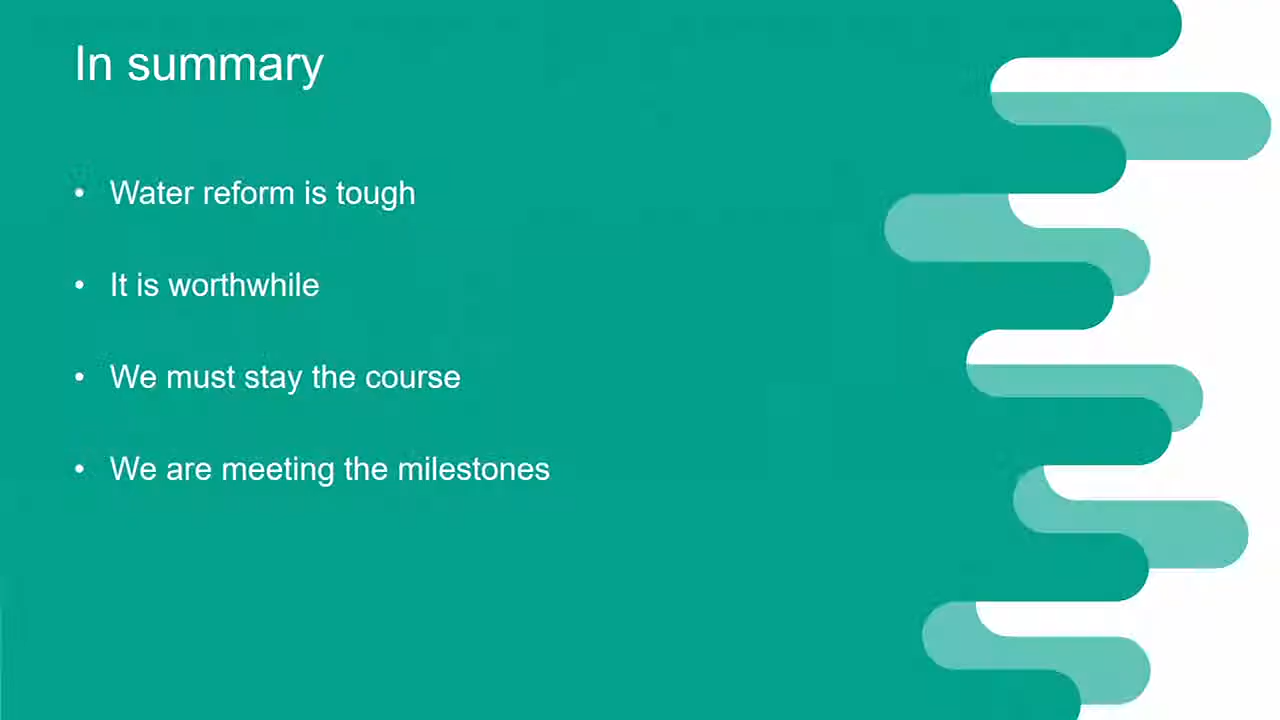 In summary
• Water reform is tough
• It is worthwhile
• We must stay the course
• We are meeting the milestones